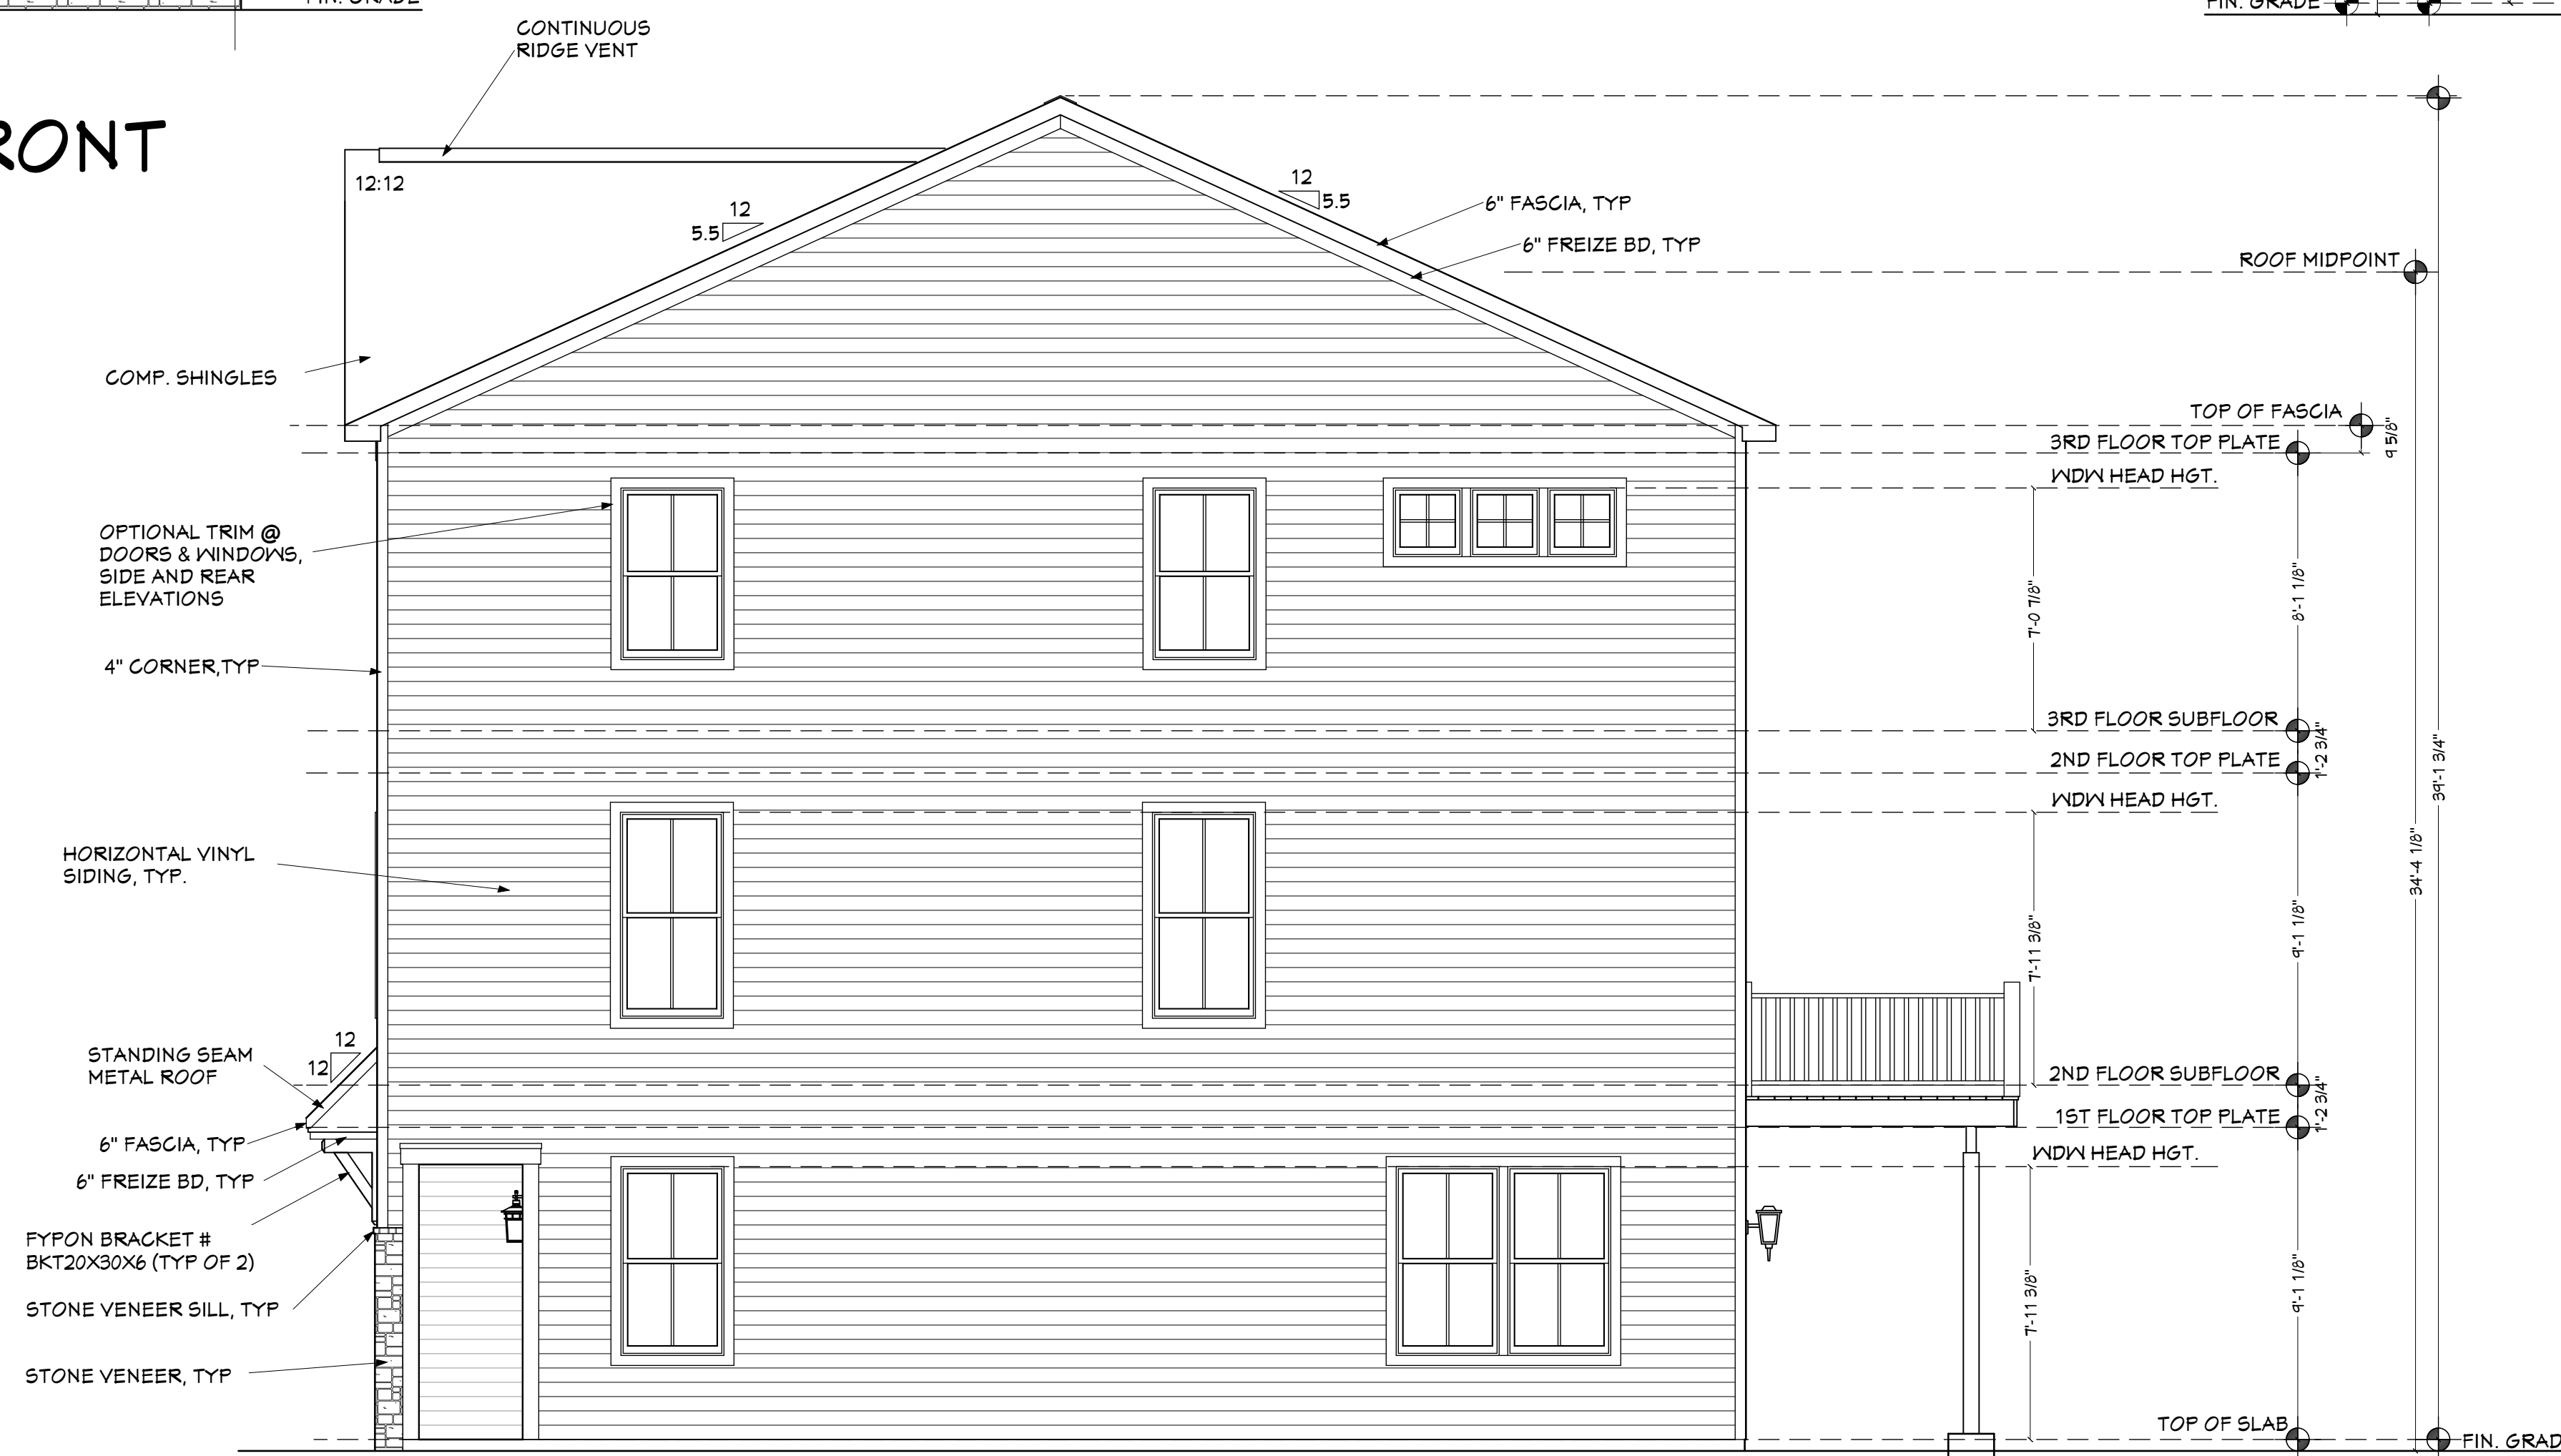 FIN. GRADE
FIN. GRADE
CONTINUOUS
RIDGE VENT
RONT
12:12
12
5.5
12
5.5
6" FASCIA, TYP
6" FREIZE BD, TYP
ROOF MIDPOINT
COMP. SHINGLES
TOP OF FASCIA
9 5/8"
3RD FLOOR TOP PLATE
WDW HEAD HGT.
OPTIONAL TRIM @
DOORS & WINDOWS,
SIDE AND REAR
ELEVATIONS
7'-0 7/8"
8'-1 1/8"
4" CORNER,TYP
3RD FLOOR SUBFLOOR
1'-2 3/4"
2ND FLOOR TOP PLATE
39'-1 3/4"
WDW HEAD HGT.
HORIZONTAL VINYL
SIDING, TYP.
34'-4 1/8"
7'-11 3/8"
9'-1 1/8"
12
12
STANDING SEAM
METAL ROOF
2ND FLOOR SUBFLOOR
1'-2 3/4"
1ST FLOOR TOP PLATE
6" FASCIA, TYP
WDW HEAD HGT.
6" FREIZE BD, TYP
FYPON BRACKET #
BKT20X30X6 (TYP OF 2)
STONE VENEER SILL, TYP
7'-11 3/8"
9'-1 1/8"
STONE VENEER, TYP
TOP OF SLAB
FIN. GRAD